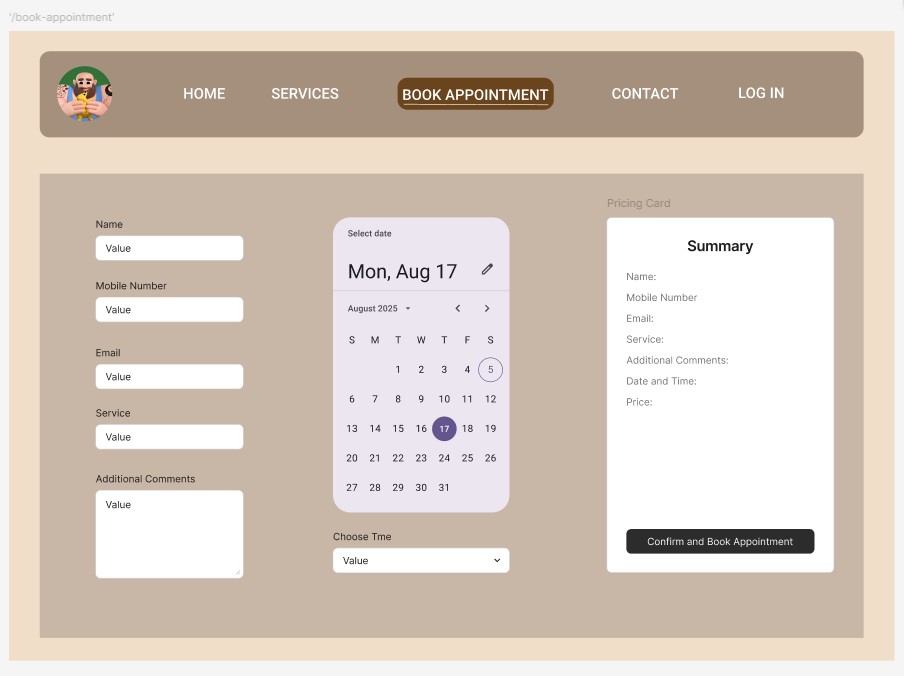 '/book-appointment'
HOME SERVICES BOOK APPOINTMENT CONTACT LOG IN
Name
Value
Mobile Number
Value
Email
Value
Service
Value
Additional Comments
Value
Select date
Mon, Aug 17
August 2025
S M T W T F S
1 2 3 4 5
6 7 8 9 10 11 12
13 14 15 16 17 18 19
20 21 22 23 24 25 26
27 28 29 30 31
Choose Tme
Value
Pricing Card
Summary
Name:
Mobile Number
Email:
Service:
Additional Comments:
Date and Time:
Price:
Confirm and Book Appointment